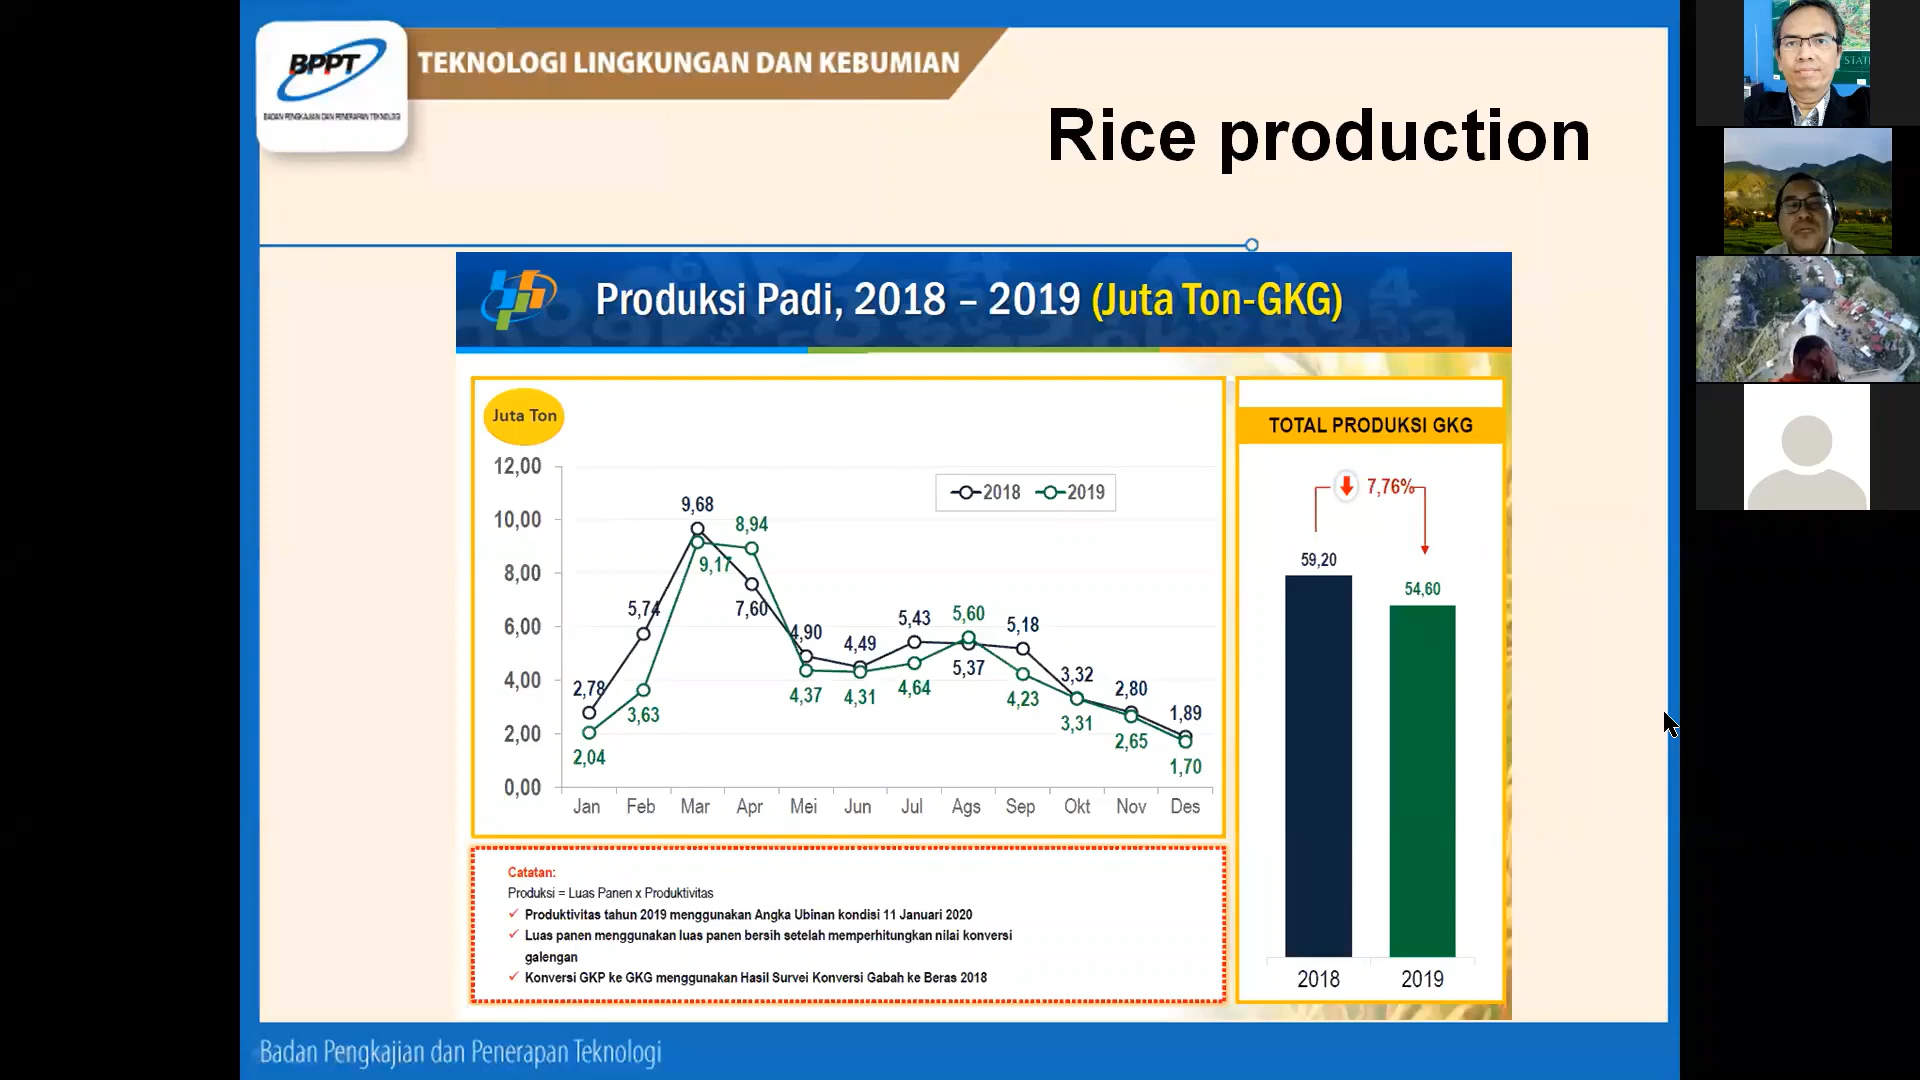 BPPT
BADAN PENGKAJIAN DAN PENERAPAN TEKNOLOGI
TEKNOLOGI LINGKUNGAN DAN KEBUMIAN
Rice production
Produksi Padi, 2018 – 2019 (Juta Ton-GKG)
Juta Ton
12,00
10,00
8,00
6,00
4,00
2,00
0,00
2018 2019
2,78
5,74
9,68
7,60
4,90
4,49
5,43
5,37
5,18
3,32
2,80
1,89
2,04
3,63
9,17
8,94
4,37
4,31
4,64
5,60
4,23
3,31
2,65
1,70
Jan Feb Mar Apr Mei Jun Jul Ags Sep Okt Nov Des
TOTAL PRODUKSI GKG
7,76%
59,20
54,60
2018 2019
Catatan:
Produksi = Luas Panen x Produktivitas
✓ Produktivitas tahun 2019 menggunakan Angka Ubinan kondisi 11 Januari 2020
✓ Luas panen menggunakan luas panen bersih setelah memperhitungkan nilai konversi
galengan
✓ Konversi GKP ke GKG menggunakan Hasil Survei Konversi Gabah ke Beras 2018
Badan Pengkajian dan Penerapan Teknologi